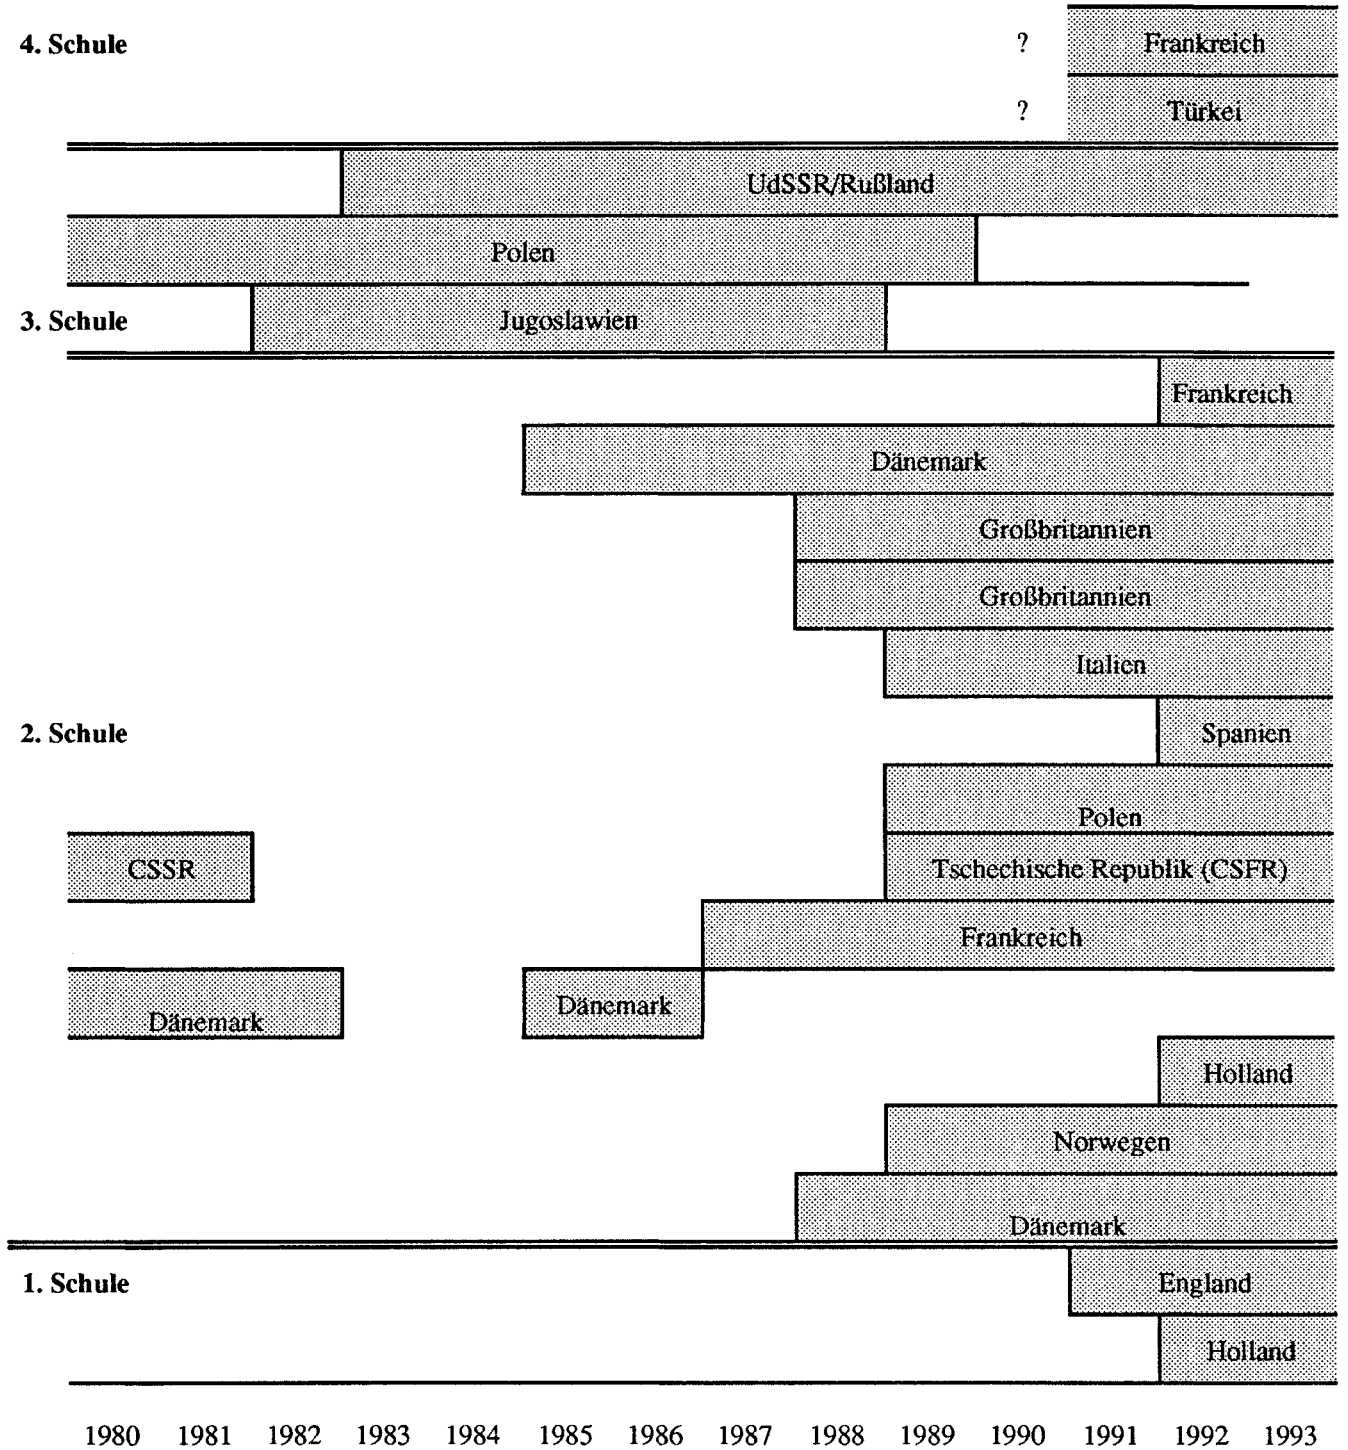 4. Schule ? Frankreich
? Türkei
UdSSR/Rußland
Polen
3. Schule Jugoslawien
Frankreich
Dänemark
Großbritannien
Großbritannien
Italien
2. Schule Spanien
Polen
CSSR Tschechische Republik (CSFR)
Frankreich
Dänemark Dänemark
Holland
Norwegen
Dänemark
1. Schule England
Holland
1980 1981 1982 1983 1984 1985 1986 1987 1988 1989 1990 1991 1992 1993